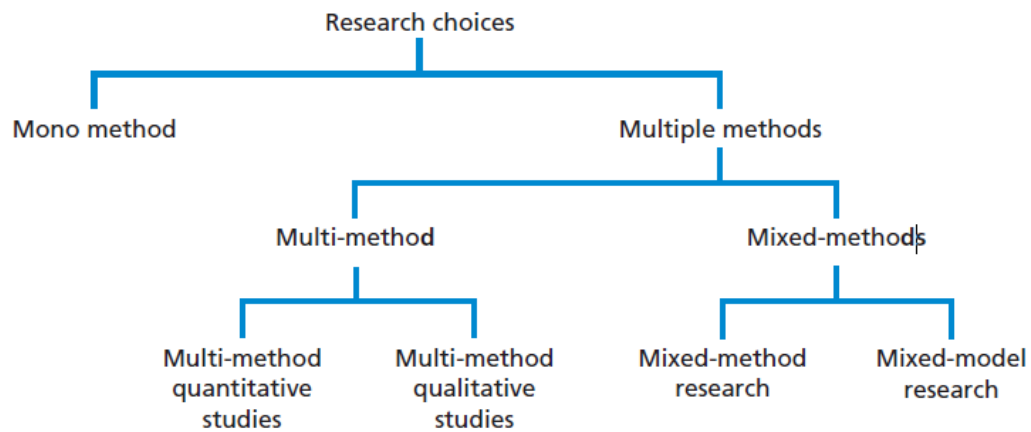 Research choices
Mono method
Multiple methods
Multi-method
Mixed-methods
Multi-method
quantitative
studies
Multi-method
qualitative
studies
Mixed-method
research
Mixed-model
research